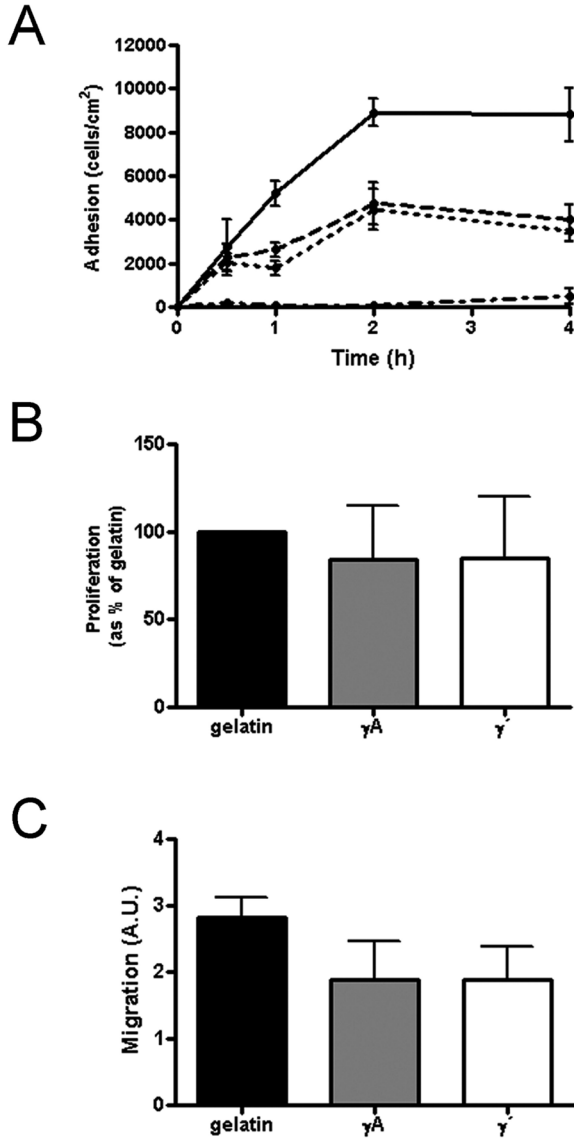 A
Adhesion (cells/cm²)
12000
10000
8000
6000
4000
2000
0
0 1 2 3 4
Time (h)
B
Proliferation
(as % of gelatin)
150
100
50
0
gelatin γA γ´
C
Migration (A.U.)
4
3
2
1
0
gelatin γA γ´